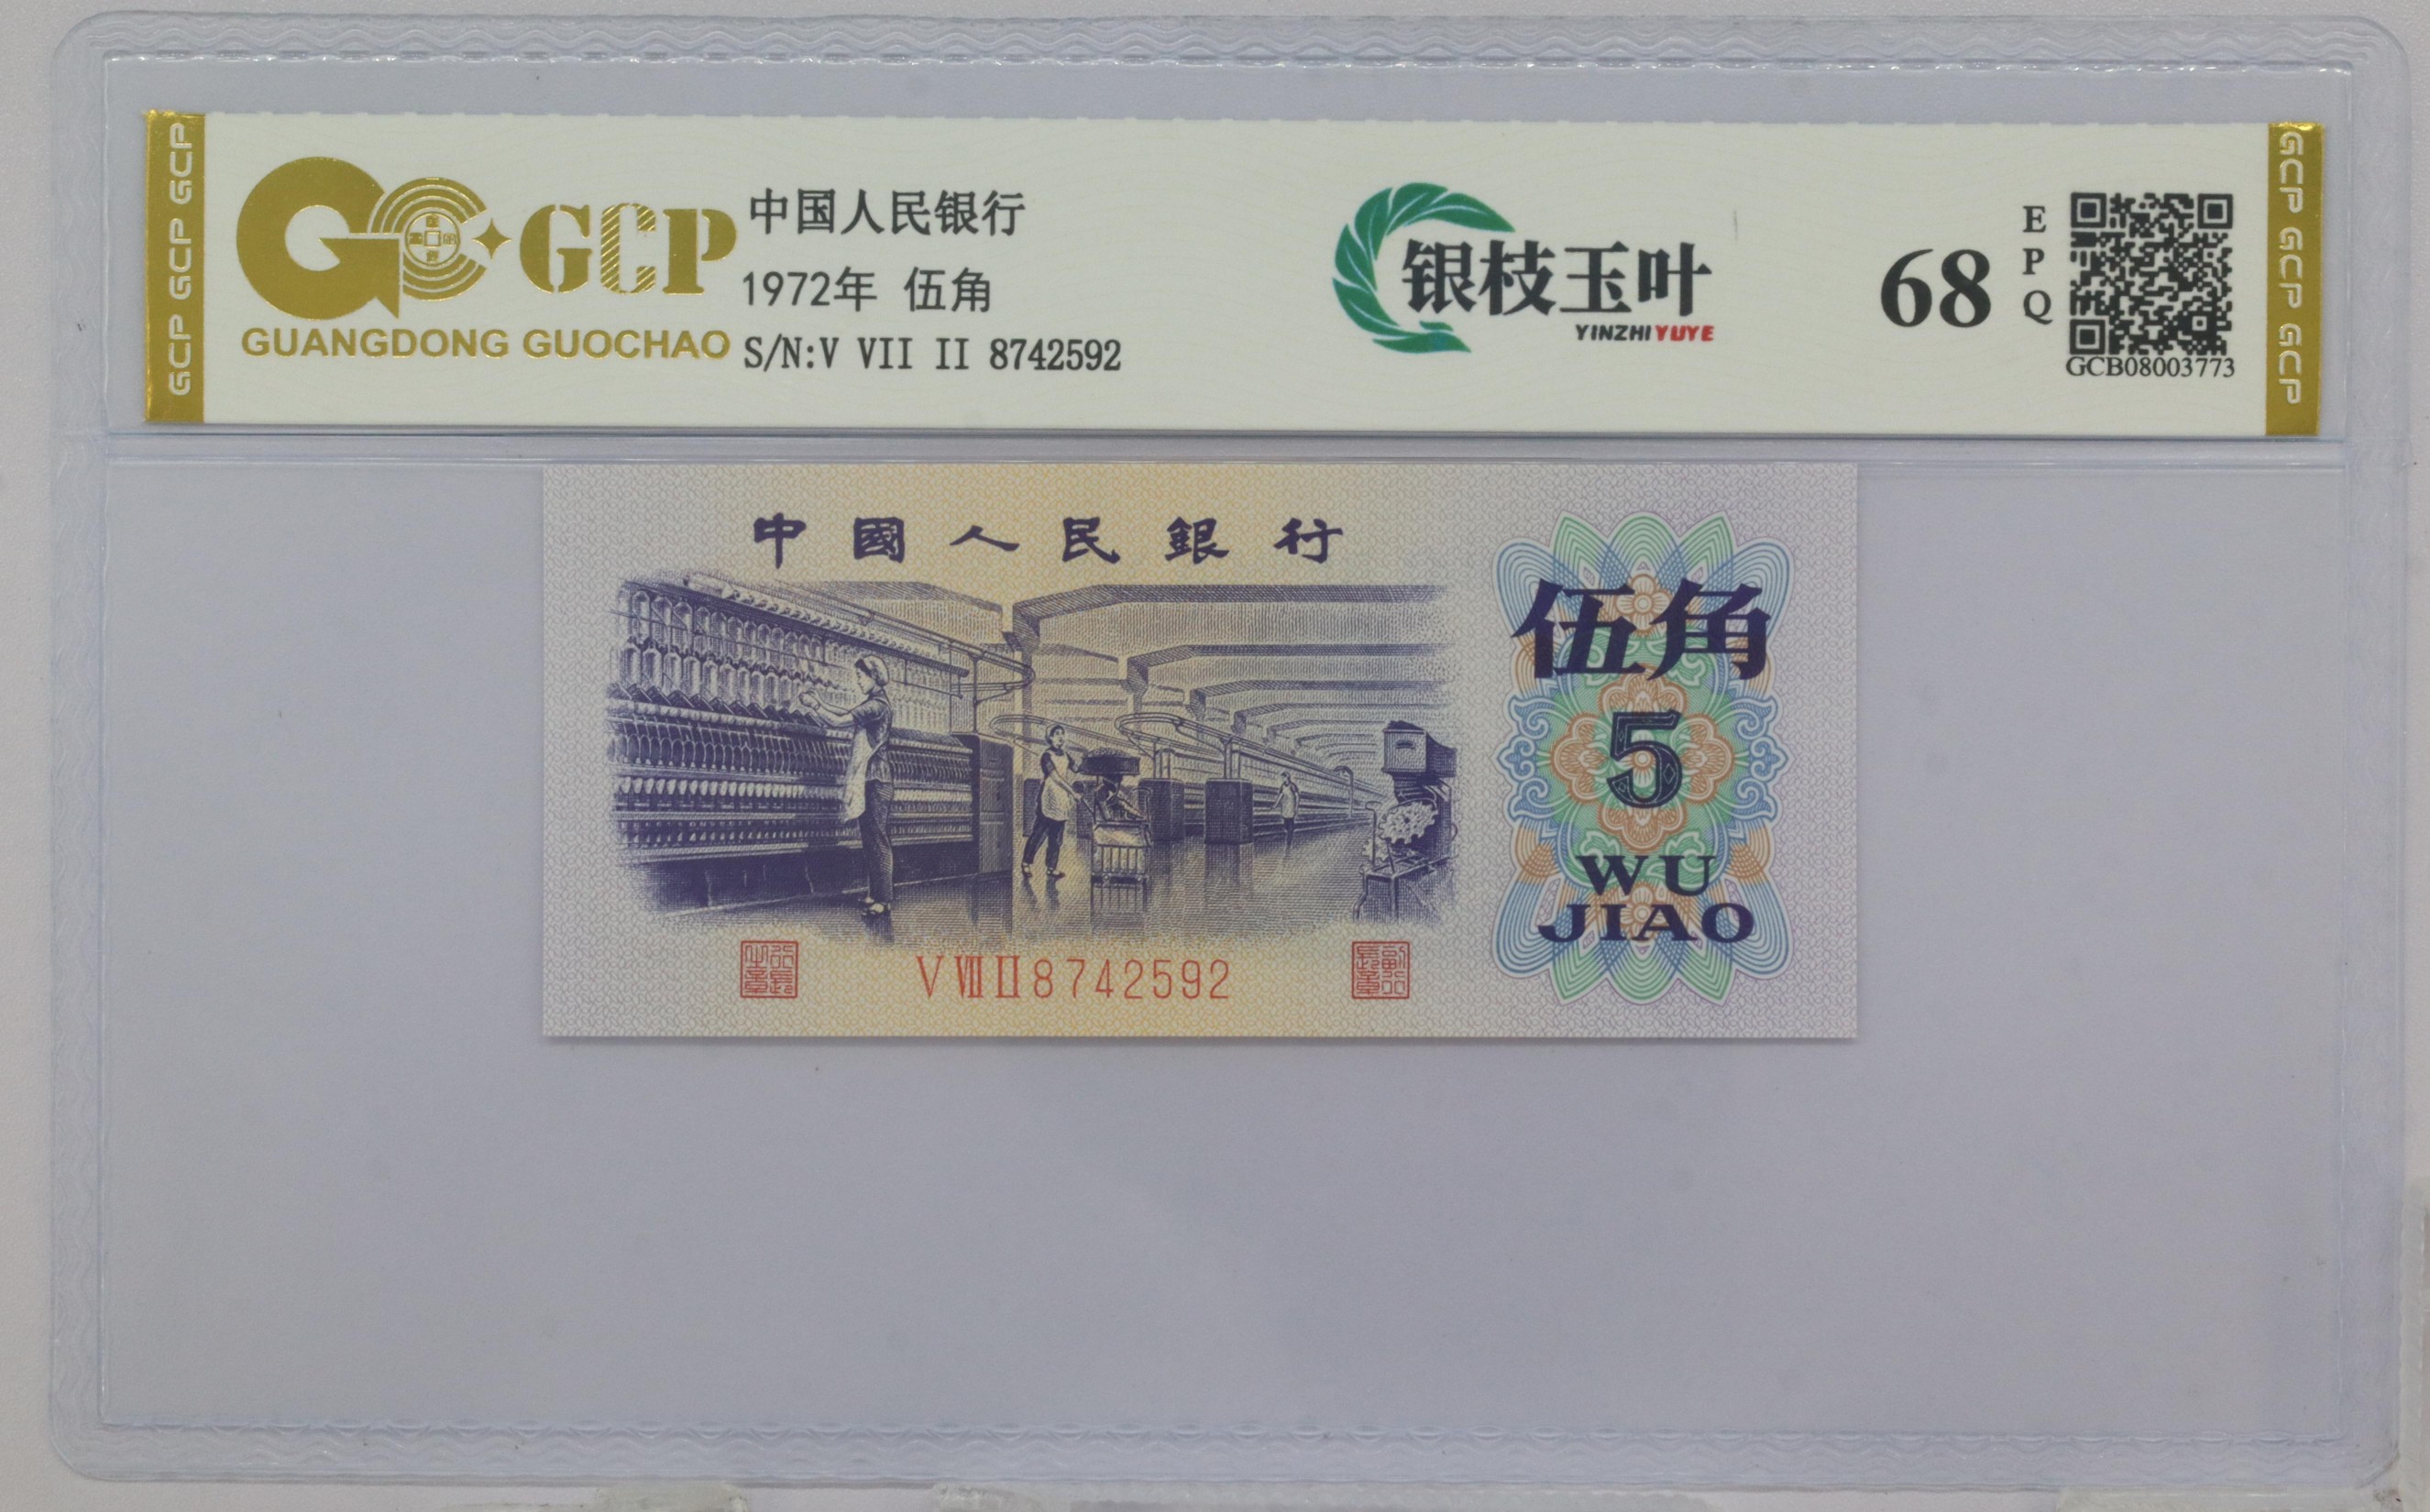 GCP GCP GCP
GCP
GUANGDONG GUOCHAO
中国人民银行
1972年 伍角
S/N:V VII II 8742592
银枝玉叶
YINZHIYUYE
68
E
P
Q
GCB08003773
GCP GCP GCP
中國人民銀行
伍角
5
WU
JIAO
V VII II 8742592